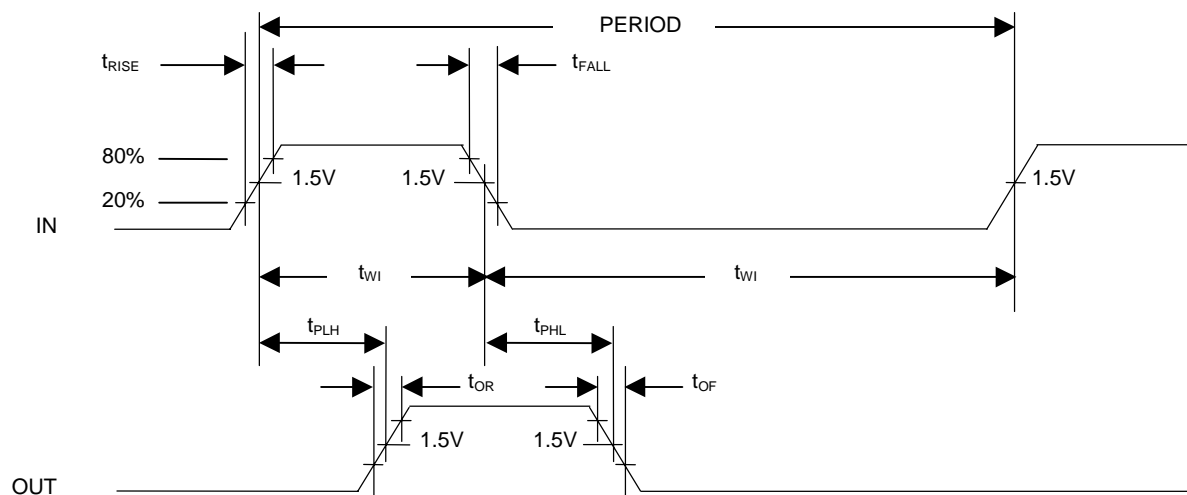 PERIOD
tRISE
tFALL
80%
1.5V 1.5V 1.5V
20%
IN
tWI tWI
tPLH tPHL
tOR tOF
1.5V 1.5V
OUT